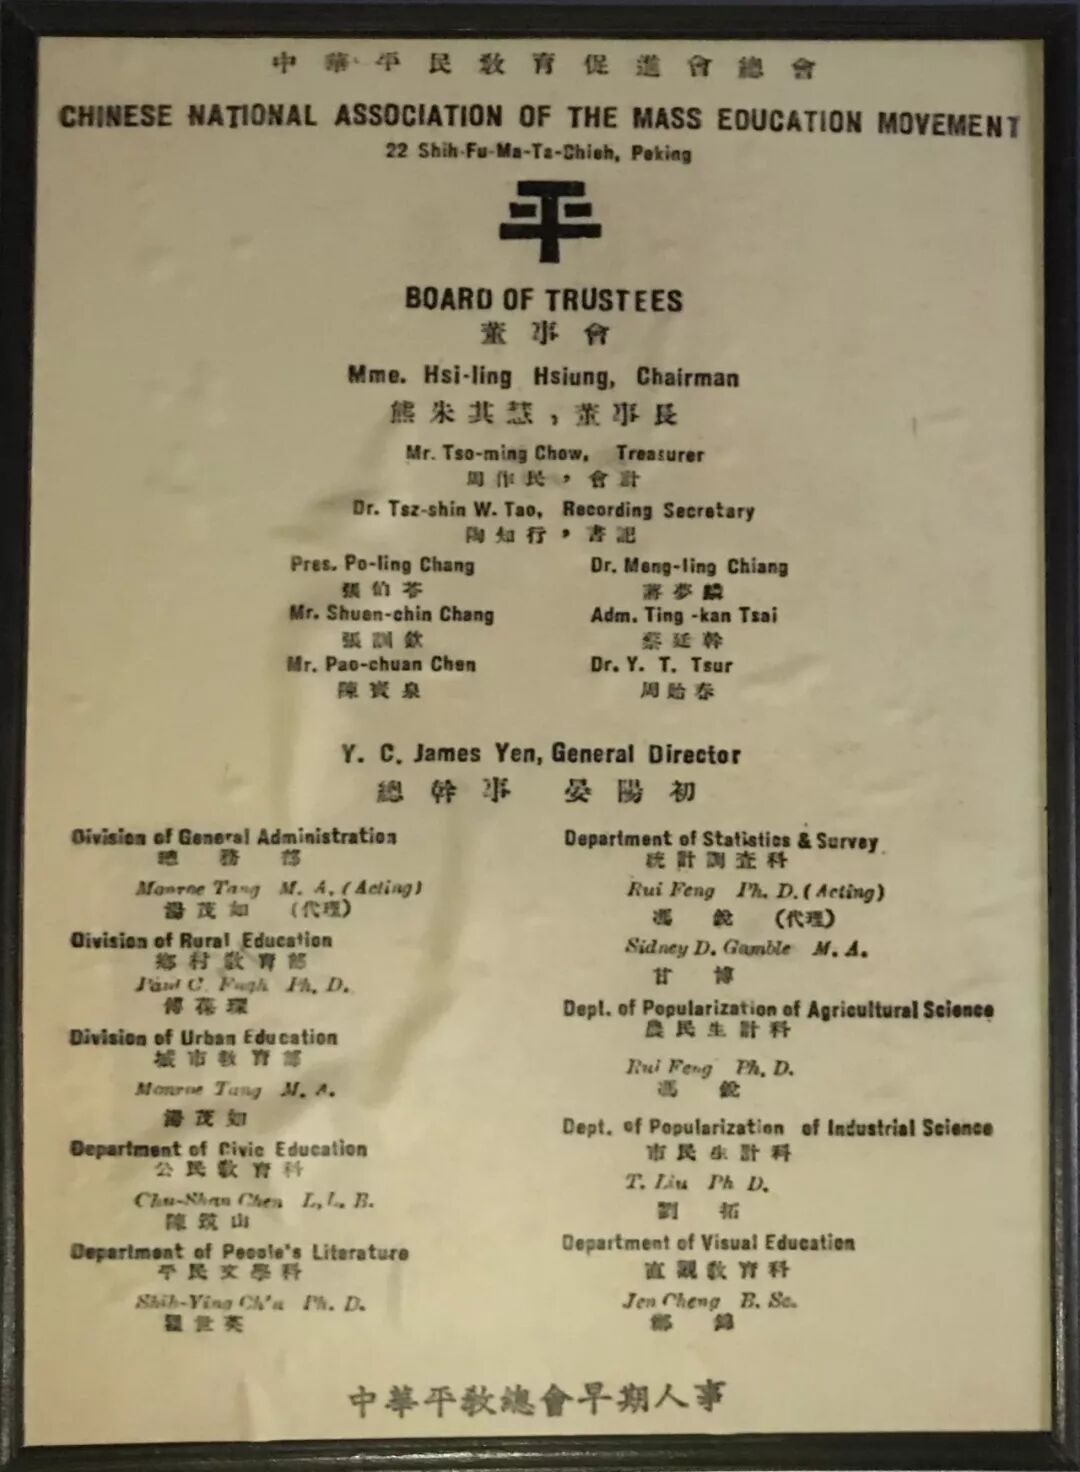 中華平民教育促進會總會
CHINESE NATIONAL ASSOCIATION OF THE MASS EDUCATION MOVEMENT
22 Shih-Fu-Ma-Ta-Chieh, Peking
平
BOARD OF TRUSTEES
董事會
Mme. Hsi-ling Hsiung, Chairman
熊朱其慧，董事長
Mr. Tso-ming Chow, Treasurer
周作民，會計
Dr. Tsz-shin W. Tao, Recording Secretary
陶知行，書記
Pres. Po-ling Chang
張伯苓
Dr. Meng-ling Chiang
蔣夢麟
Mr. Shuen-chin Chang
張訓欽
Adm. Ting-kan Tsai
蔡廷幹
Mr. Pao-chuan Chen
陳寶泉
Dr. Y. T. Tsur
周貽春
Y. C. James Yen, General Director
總幹事 晏陽初
Division of General Administration
總務部
Monroe Tang M. A. (Acting)
湯茂如 (代理)
Division of Rural Education
鄉村教育部
Paul C. Fugh Ph. D.
傅葆琛
Division of Urban Education
城市教育部
Monroe Tang M. A.
湯茂如
Department of Civic Education
公民教育科
Chu-Shan Chen L,L. B.
陳筑山
Department of People's Literature
平民文學科
Shih-Ying Ch'u Ph. D.
瞿世英
Department of Statistics & Survey
統計調查科
Rui Feng Ph. D. (Acting)
馮銳 (代理)
Sidney D. Gamble M. A.
甘博
Dept. of Popularization of Agricultural Science
農民生計科
Rui Feng Ph. D.
馮銳
Dept. of Popularization of Industrial Science
市民生計科
T. Liu Ph D.
劉拓
Department of Visual Education
直觀教育科
Jen Cheng B. Sc.
鄭錦
中華平教總會早期人事